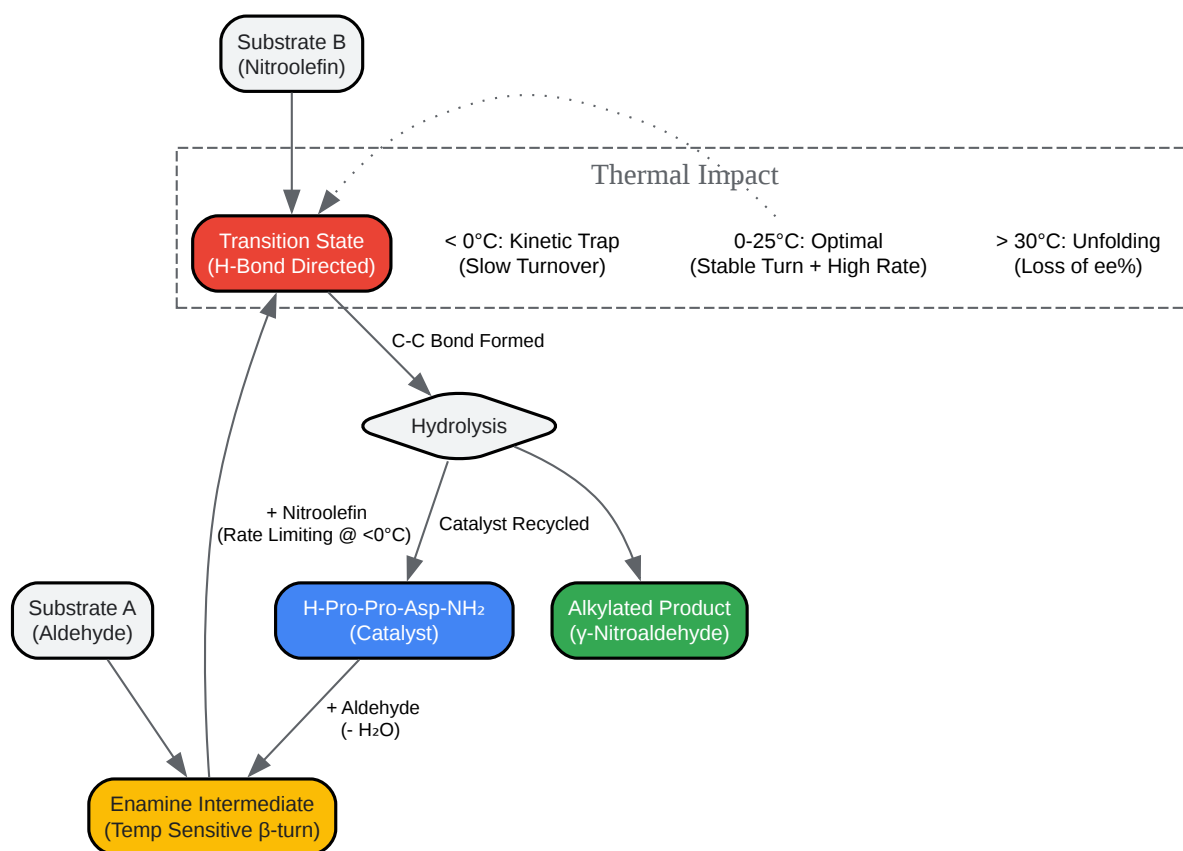 Substrate B
(Nitroolefin)
Thermal Impact
Transition State
(H-Bond Directed)
< 0°C: Kinetic Trap
(Slow Turnover)
0-25°C: Optimal
(Stable Turn + High Rate)
> 30°C: Unfolding
(Loss of ee%)
C-C Bond Formed
Hydrolysis
+ Nitroolefin
(Rate Limiting @ <0°C)
Catalyst Recycled
Substrate A
(Aldehyde)
H-Pro-Pro-Asp-NH₂
(Catalyst)
Alkylated Product
(γ-Nitroaldehyde)
+ Aldehyde
(- H₂O)
Enamine Intermediate
(Temp Sensitive β-turn)